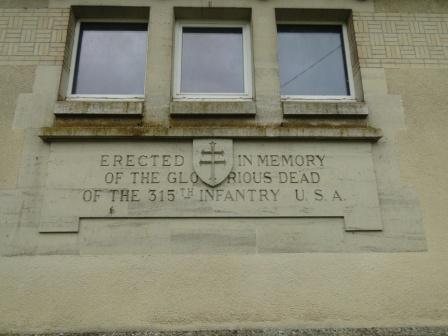 ERECTED IN MEMORY
OF THE GLORIOUS DEAD
OF THE 315TH INFANTRY U. S. A.